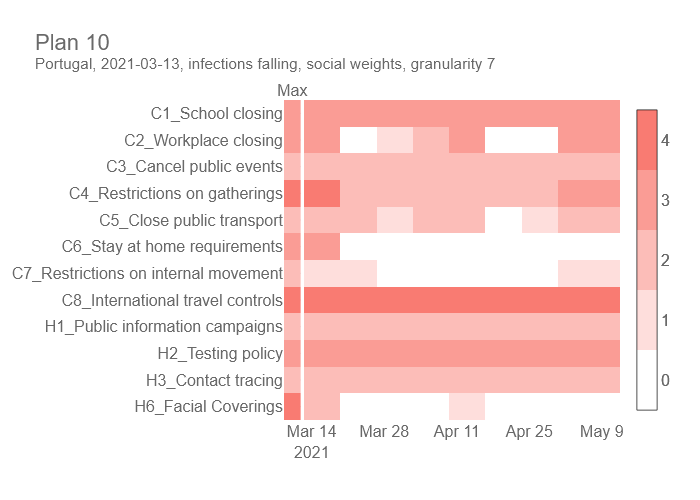 Plan 10
Portugal, 2021-03-13, infections falling, social weights, granularity 7
Max
C1_School closing
C2_Workplace closing
C3_Cancel public events
C4_Restrictions on gatherings
C5_Close public transport
C6_Stay at home requirements
C7_Restrictions on internal movement
C8_International travel controls
H1_Public information campaigns
H2_Testing policy
H3_Contact tracing
H6_Facial Coverings
Mar 14 Mar 28 Apr 11 Apr 25 May 9
2021
4
3
2
1
0